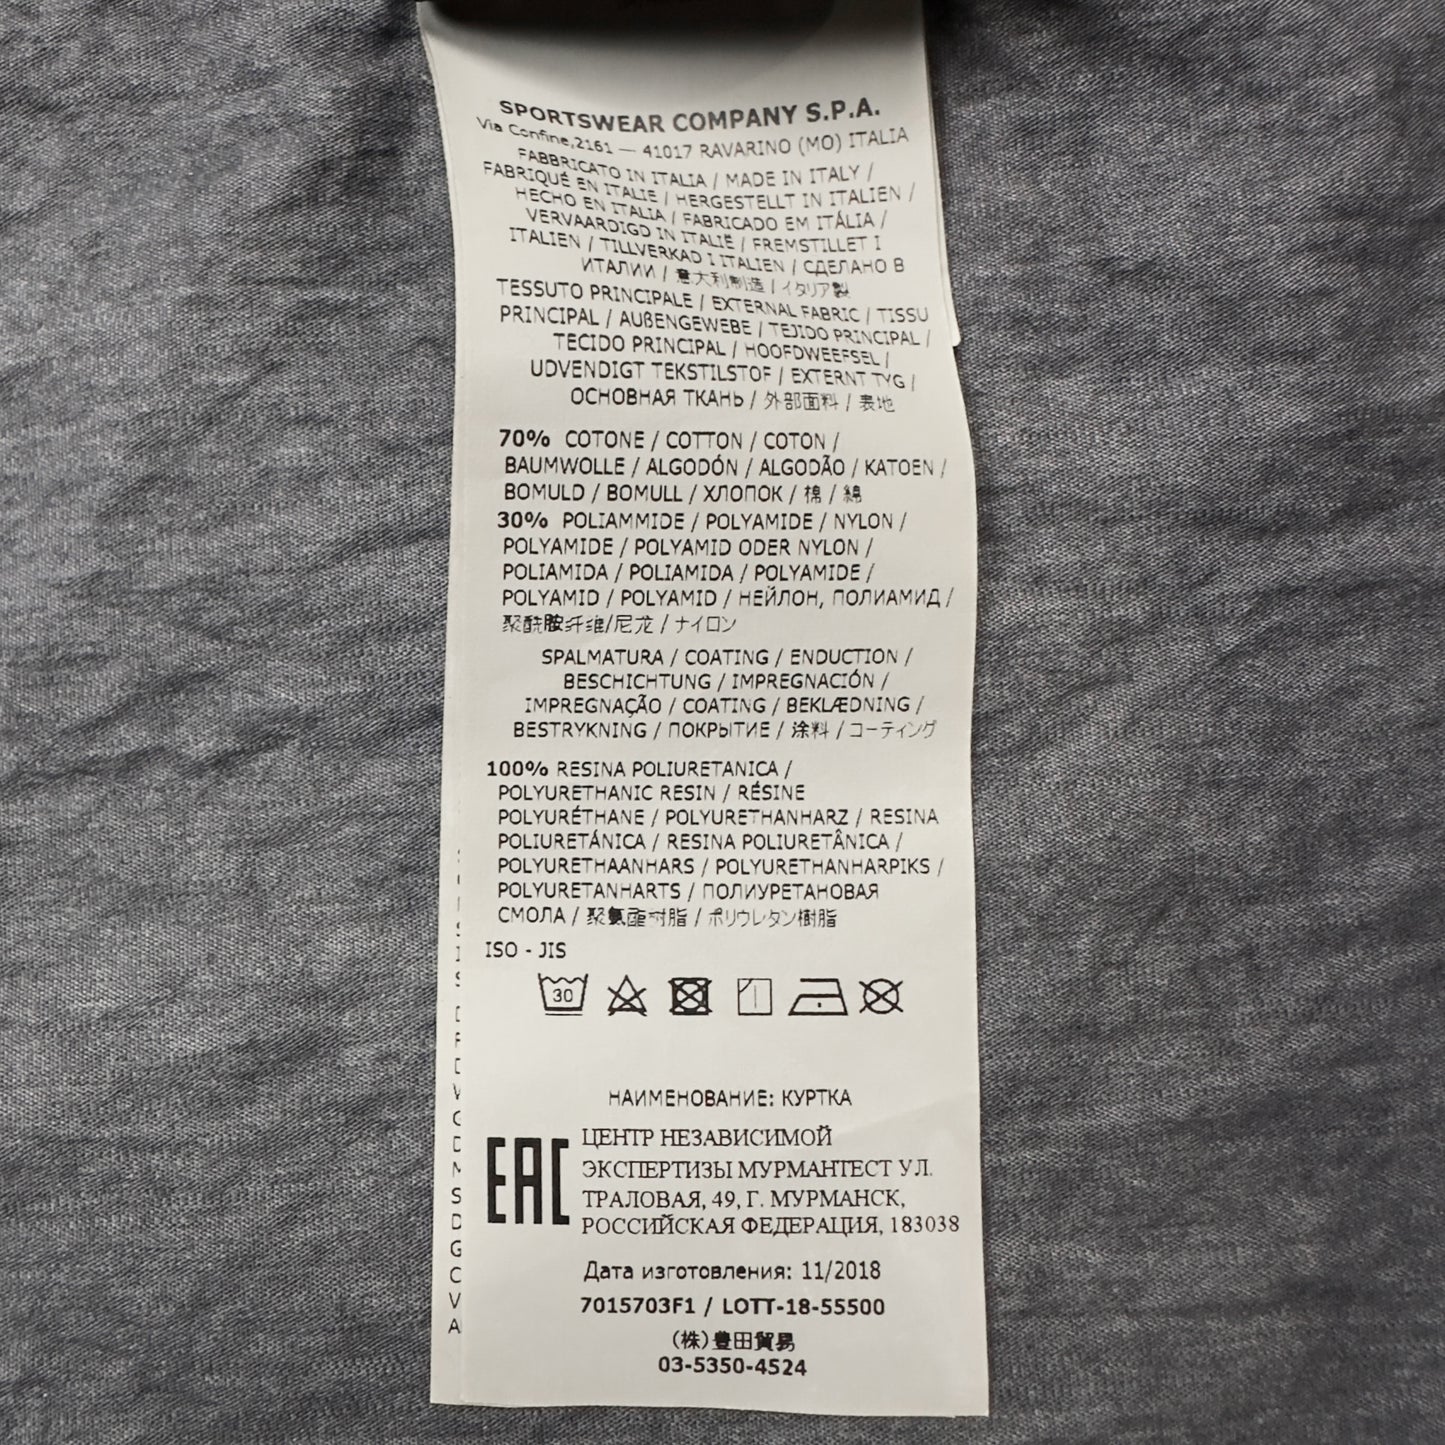 SPORTSWEAR COMPANY S.P.A.
Via Confine,2161 — 41017 RAVARINO (MO) ITALIA
FABBRICATO IN ITALIA / MADE IN ITALY /
FABRIQUÉ EN ITALIE / HERGESTELLT IN ITALIEN /
HECHO EN ITALIA / FABRICADO EM ITÁLIA /
VERVAARDIGD IN ITALIË / FREMSTILLET I
ITALIEN / TILLVERKAD I ITALIEN / СДЕЛАНО В
ИТАЛИИ / 意大利制造 / イタリア製
TESSUTO PRINCIPALE / EXTERNAL FABRIC / TISSU
PRINCIPAL / AUßENGEWEBE / TEJIDO PRINCIPAL /
TECIDO PRINCIPAL / HOOFDWEEFSEL /
UDVENDIGT TEKSTILSTOF / EXTERNT TYG /
ОСНОВНАЯ ТКАНЬ / 外部面料 / 表地
70% COTONE / COTTON / COTON /
BAUMWOLLE / ALGODÓN / ALGODÃO / KATOEN /
BOMULD / BOMULL / ХЛОПОК / 棉 / 綿
30% POLIAMMIDE / POLYAMIDE / NYLON /
POLYAMIDE / POLYAMID ODER NYLON /
POLIAMIDA / POLIAMIDA / POLYAMIDE /
POLYAMID / POLYAMID / НЕЙЛОН, ПОЛИАМИД /
聚酰胺纤维/尼龙 / ナイロン
SPALMATURA / COATING / ENDUCTION /
BESCHICHTUNG / IMPREGNACIÓN /
IMPREGNAÇÃO / COATING / BEKLÆDNING /
BESTRYKNING / ПОКРЫТИЕ / 涂料 / コーティング
100% RESINA POLIURETANICA /
POLYURETHANIC RESIN / RÉSINE
POLYURÉTHANE / POLYURETHANHARZ / RESINA
POLIURETÁNICA / RESINA POLIURETÂNICA /
POLYURETHAANHARS / POLYURETHANHARPIKS /
POLYURETANHARTS / ПОЛИУРЕТАНОВАЯ
СМОЛА / 聚氨酯树脂 / ポリウレタン樹脂
ISO - JIS
30
НАИМЕНОВАНИЕ: КУРТКА
EAC
ЦЕНТР НЕЗАВИСИМОЙ
ЭКСПЕРТИЗЫ МУРМАНТЕСТ УЛ.
ТРАЛОВАЯ, 49, Г. МУРМАНСК,
РОССИЙСКАЯ ФЕДЕРАЦИЯ, 183038
Дата изготовления: 11/2018
7015703F1 / LOTT-18-55500
(株)豊田貿易
03-5350-4524